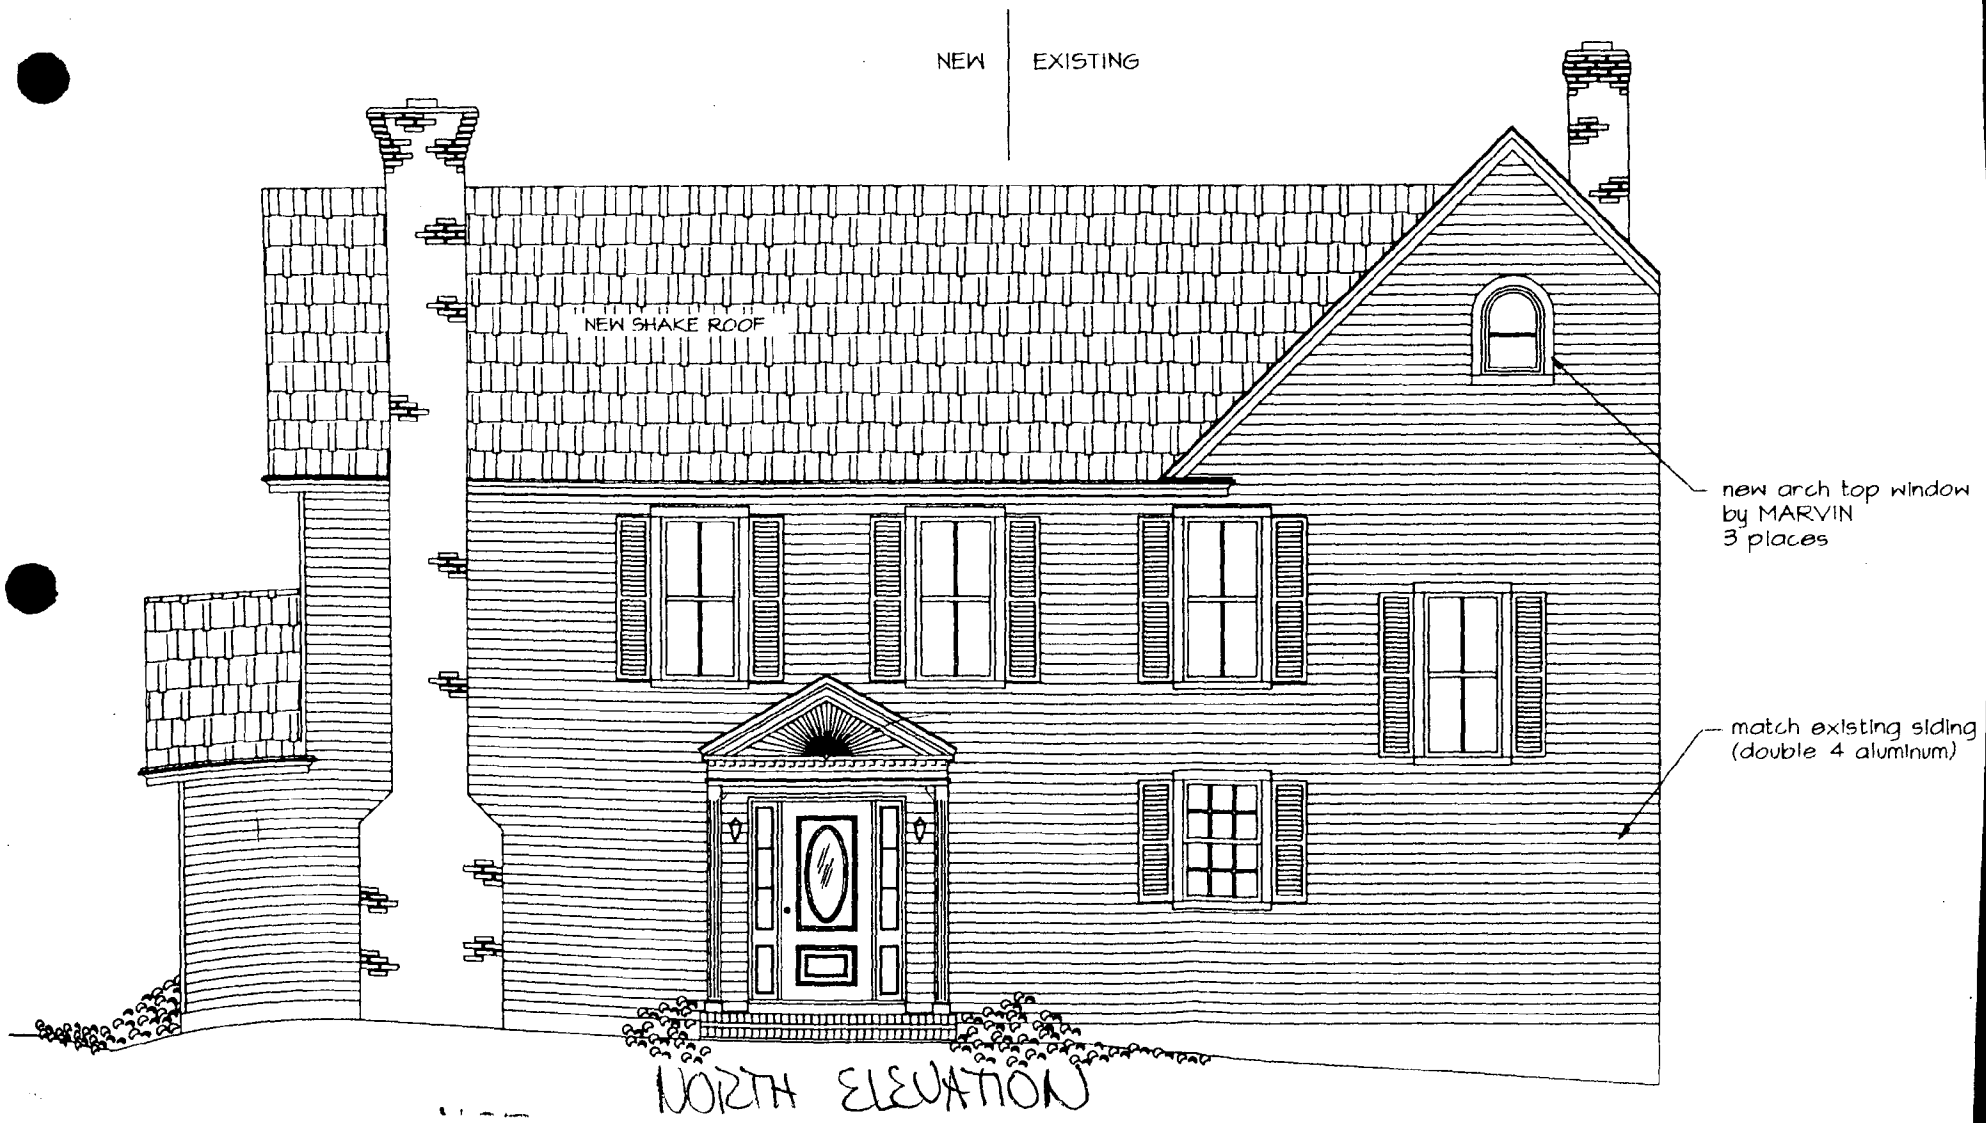 NEW EXISTING
NEW SHAKE ROOF
new arch top window
by MARVIN
3 places
match existing siding
(double 4 aluminum)
NORTH ELEVATION